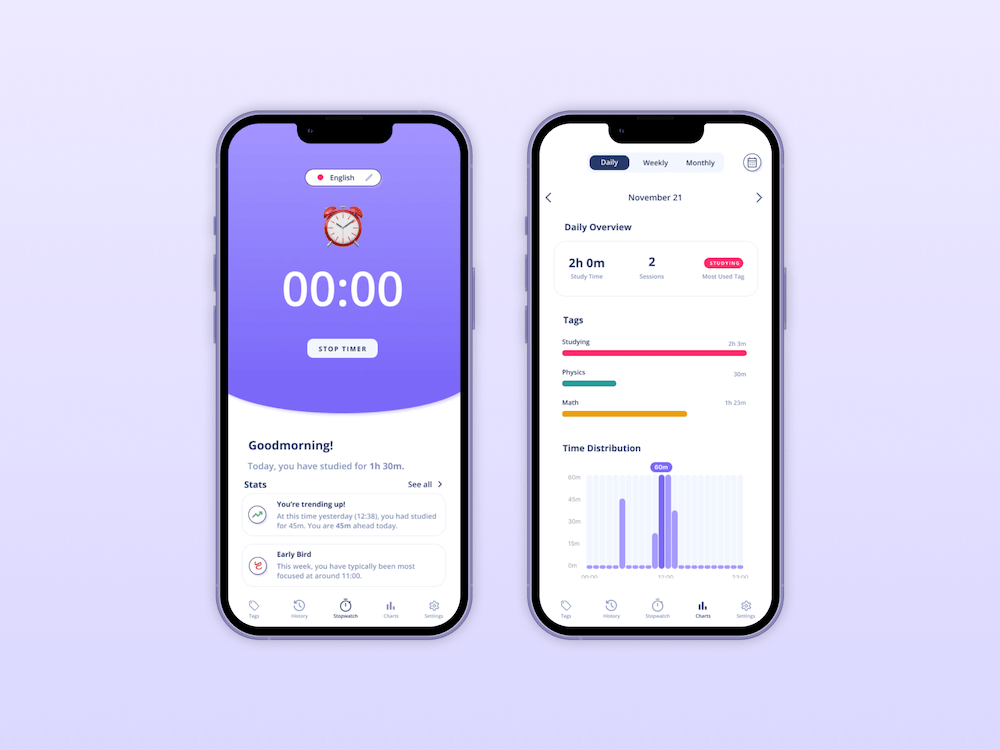 English
00:00
STOP TIMER
Goodmorning!
Today, you have studied for 1h 30m.
Stats
See all
You're trending up!
At this time yesterday (12:38), you had studied
for 45m. You are 45m ahead today.
Early Bird
This week, you have typically been most
focused at around 11:00.
Tags History Stopwatch Charts Settings
Daily Weekly Monthly
November 21
Daily Overview
2h 0m 2 STUDYING
Study Time Sessions Most Used Tag
Tags
Studying 2h 3m
Physics 30m
Math 1h 23m
Time Distribution
60m
60m
45m
30m
15m
0m
00:00 12:00 23:00
Tags History Stopwatch Charts Settings